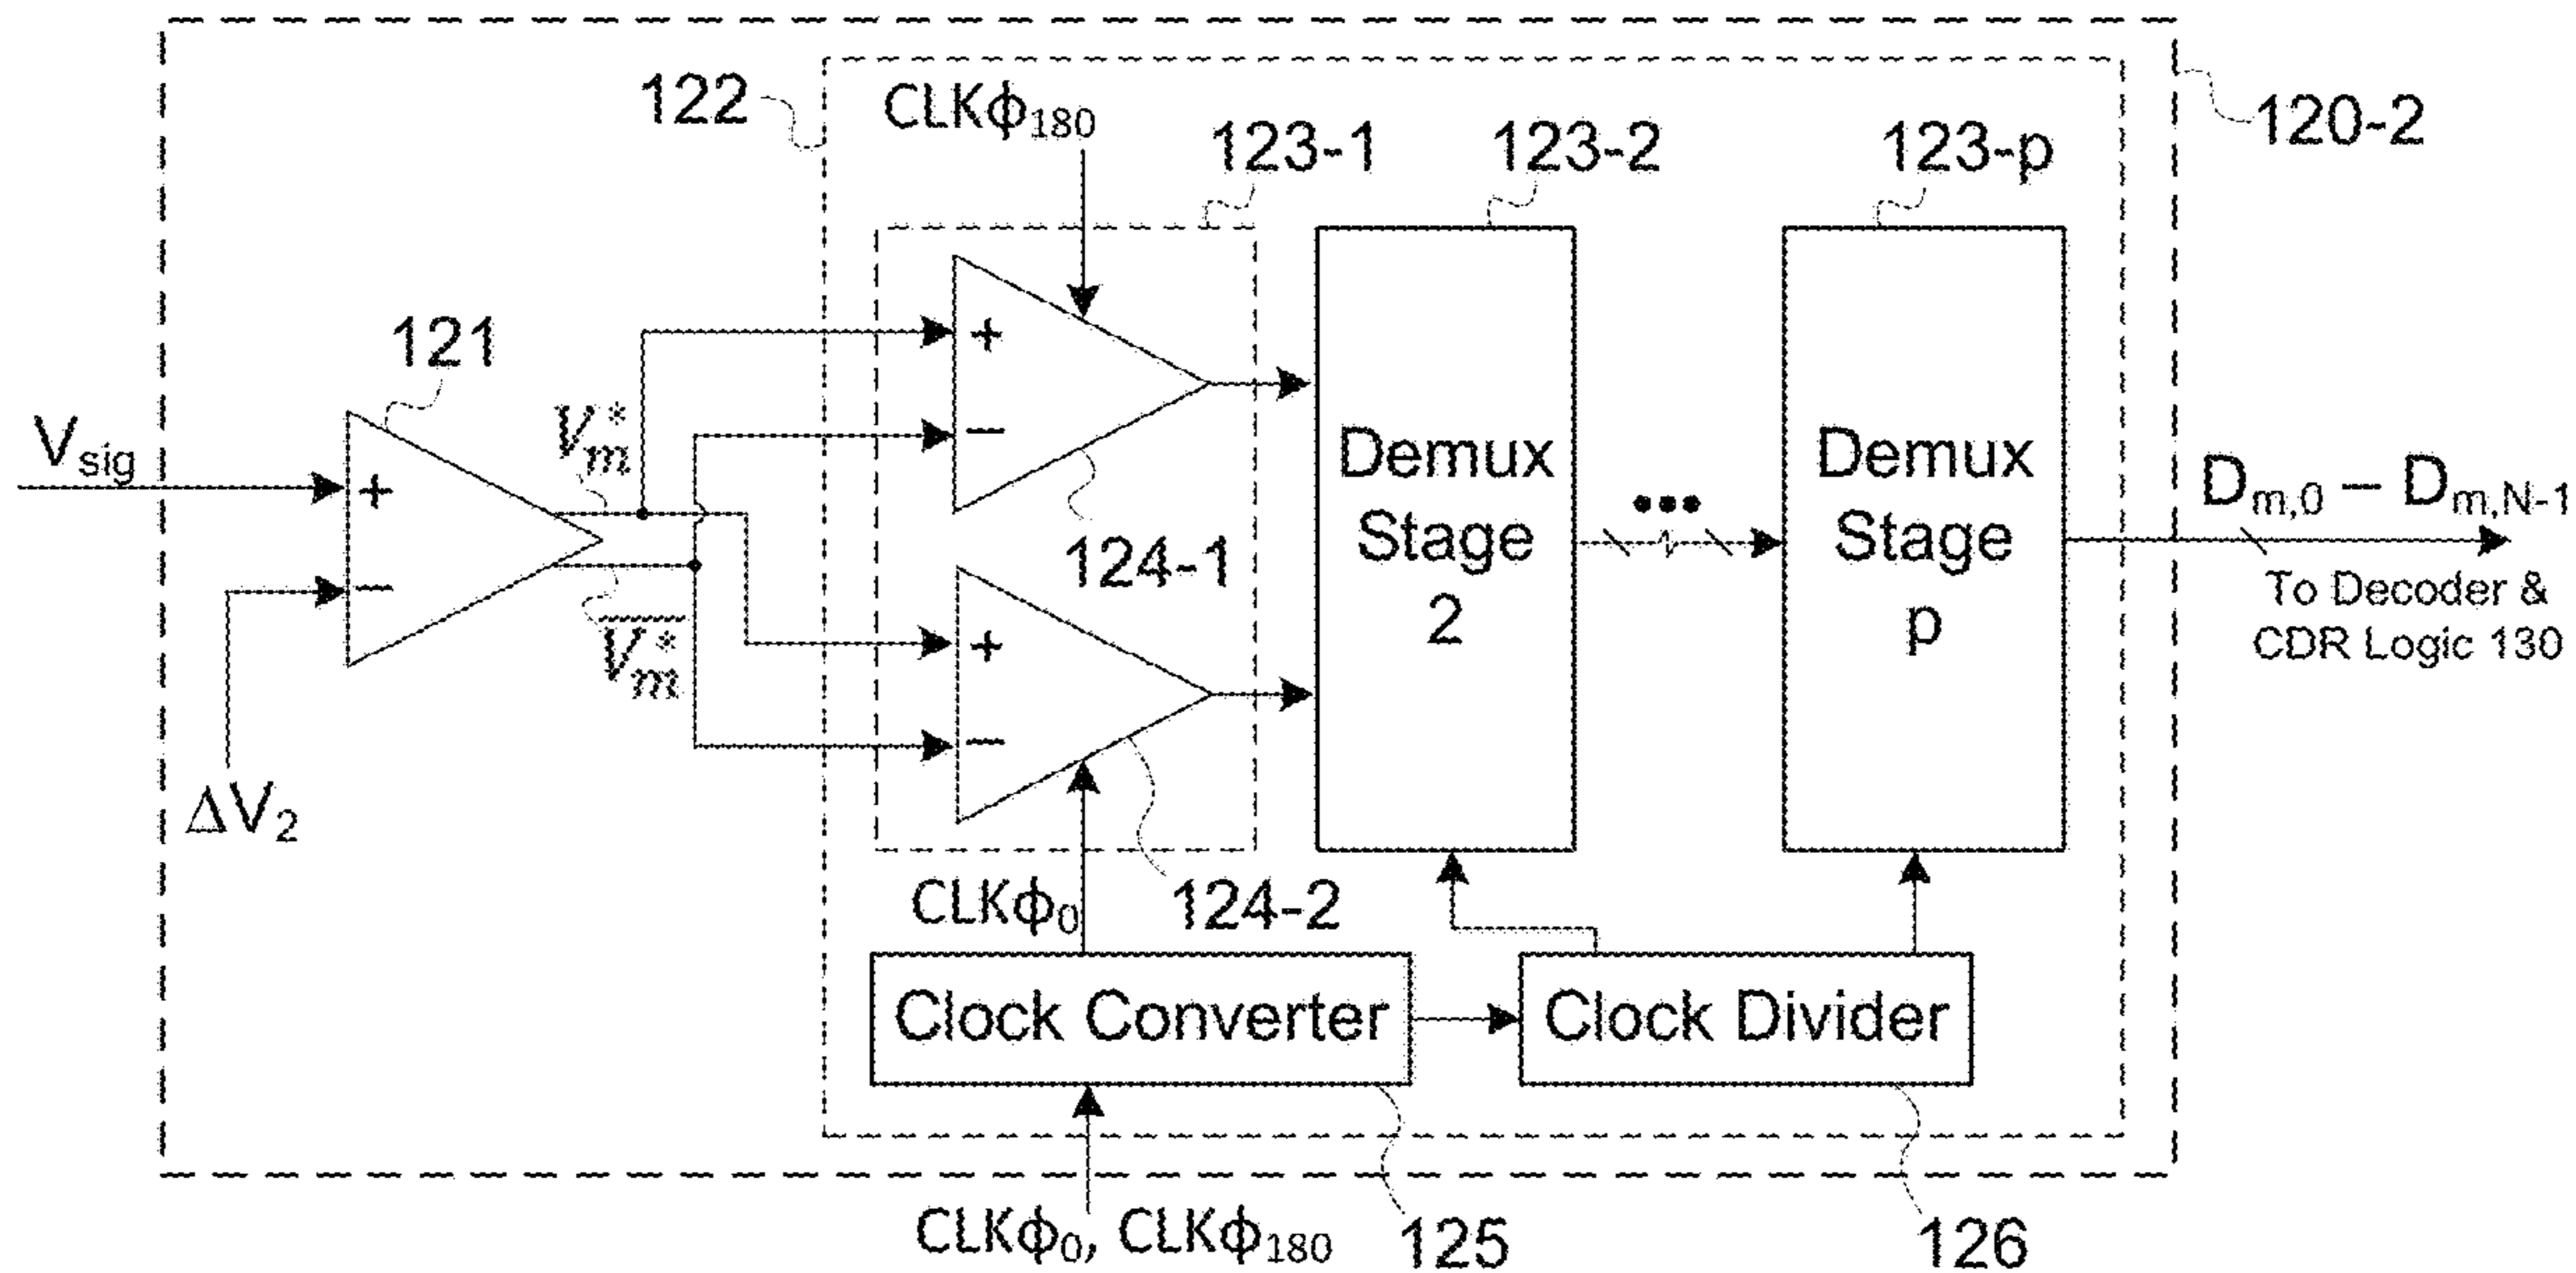 122
CLKϕ₁₈₀
123-1
123-2
123-p
120-2
121
V*ₘ
Vsig
+
−
ΔV₂
V̅*̅ₘ̅
+
−
124-1
+
−
124-2
CLKϕ₀
Demux
Stage
2
•••
Demux
Stage
p
Dm,0 – Dm,N-1
To Decoder &
CDR Logic 130
Clock Converter
Clock Divider
CLKϕ₀, CLKϕ₁₈₀
125
126